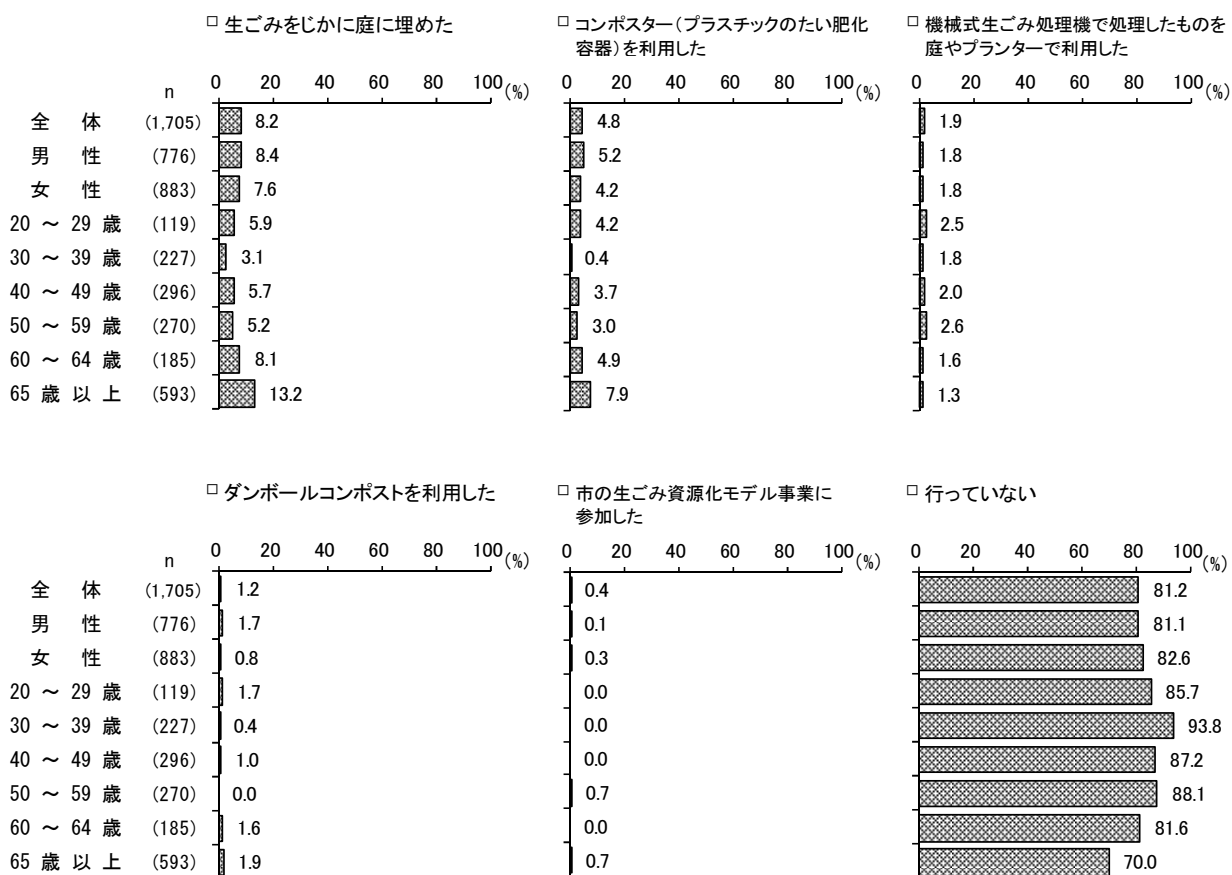 □ 生ごみをじかに庭に埋めた
□ コンポスター（プラスチックのたい肥化
容器）を利用した
□ 機械式生ごみ処理機で処理したものを
庭やプランターで利用した
n 0 20 40 60 80 100 (%) 0 20 40 60 80 100 (%) 0 20 40 60 80 100 (%)
全 体 (1,705) 8.2 4.8 1.9
男 性 (776) 8.4 5.2 1.8
女 性 (883) 7.6 4.2 1.8
20 ～ 29 歳 (119) 5.9 4.2 2.5
30 ～ 39 歳 (227) 3.1 0.4 1.8
40 ～ 49 歳 (296) 5.7 3.7 2.0
50 ～ 59 歳 (270) 5.2 3.0 2.6
60 ～ 64 歳 (185) 8.1 4.9 1.6
65 歳 以 上 (593) 13.2 7.9 1.3
□ ダンボールコンポストを利用した
□ 市の生ごみ資源化モデル事業に
参加した
□ 行っていない
n 0 20 40 60 80 100 (%) 0 20 40 60 80 100 (%) 0 20 40 60 80 100 (%)
全 体 (1,705) 1.2 0.4 81.2
男 性 (776) 1.7 0.1 81.1
女 性 (883) 0.8 0.3 82.6
20 ～ 29 歳 (119) 1.7 0.0 85.7
30 ～ 39 歳 (227) 0.4 0.0 93.8
40 ～ 49 歳 (296) 1.0 0.0 87.2
50 ～ 59 歳 (270) 0.0 0.7 88.1
60 ～ 64 歳 (185) 1.6 0.0 81.6
65 歳 以 上 (593) 1.9 0.7 70.0